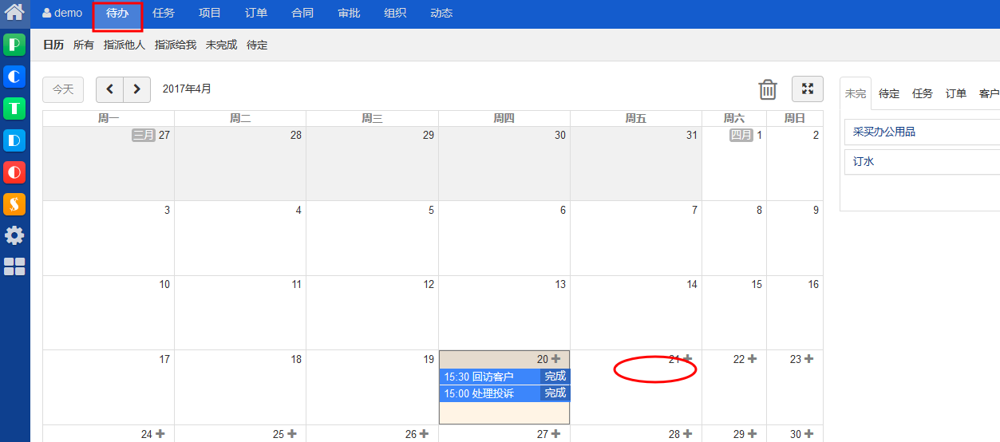 demo 待办 任务 项目 订单 合同 审批 组织 动态
日历 所有 指派他人 指派给我 未完成 待定
今天 2017年4月
未完 待定 任务 订单 客户
周一 周二 周三 周四 周五 周六 周日
三月 27 28 29 30 31 四月 1 2
采买办公用品
订水
3 4 5 6 7 8 9
10 11 12 13 14 15 16
17 18 19 20 21 22 23
15:30 回访客户 完成
15:00 处理投诉 完成
24 25 26 27 28 29 30
P
C
T
D
O
S